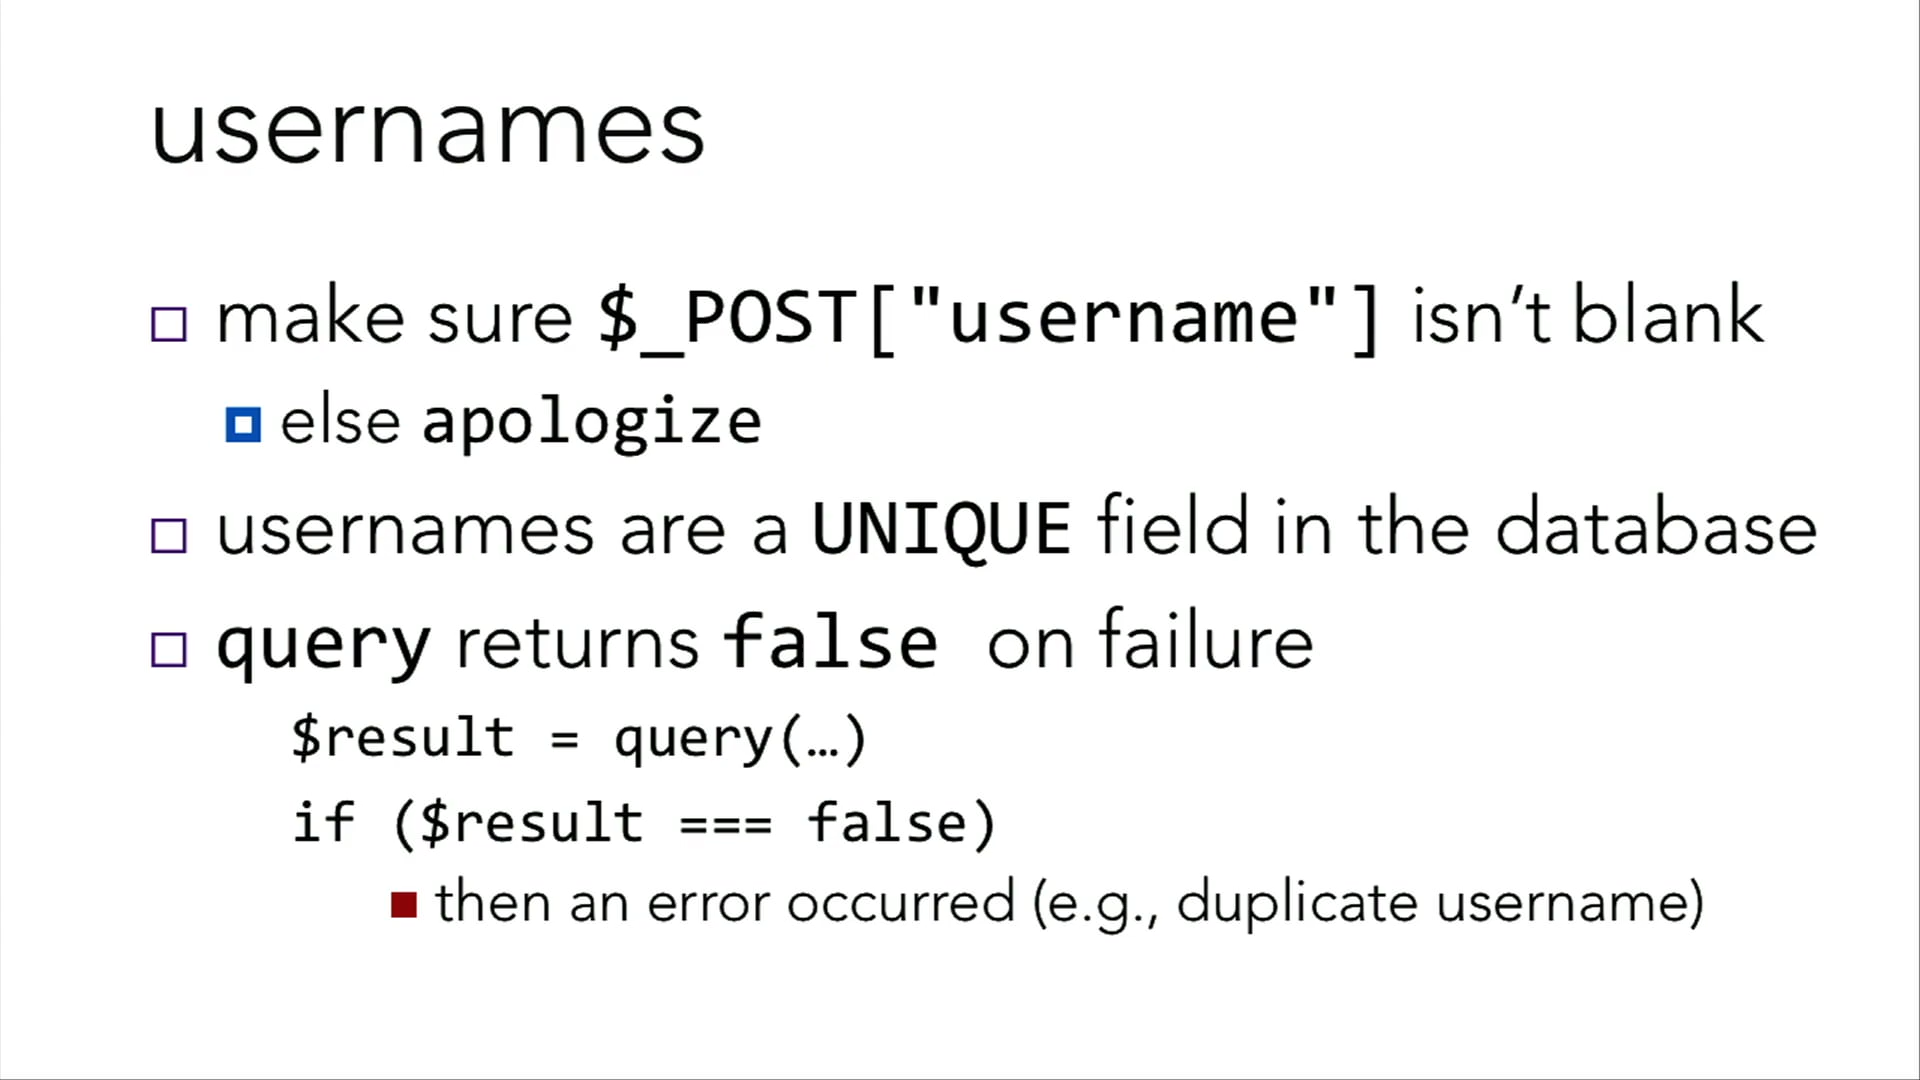 usernames
make sure $_POST["username"] isn’t blank
else apologize
usernames are a UNIQUE field in the database
query returns false on failure
$result = query(…)
if ($result === false)
then an error occurred (e.g., duplicate username)